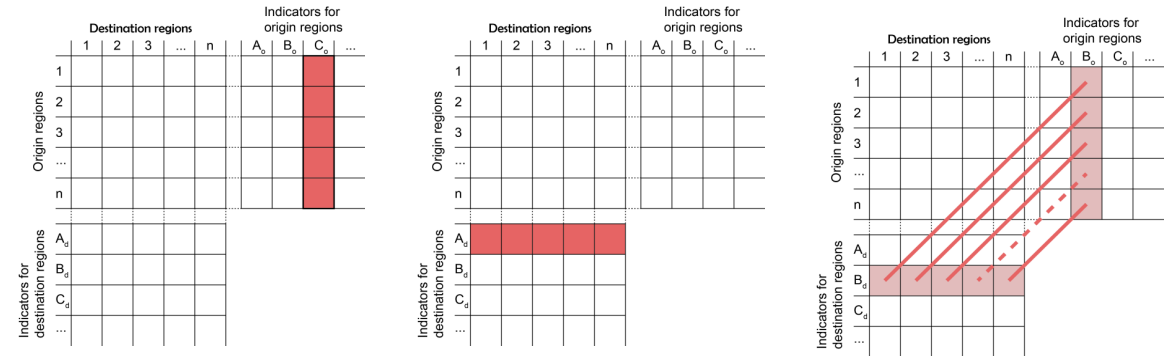 Indicators for
origin regions
Destination regions
1 2 3 ... n Ao Bo Co ...
Origin regions
1
2
3
...
n
Indicators for
destination regions
Ad
Bd
Cd
...
Indicators for
origin regions
Destination regions
1 2 3 ... n Ao Bo Co ...
Origin regions
1
2
3
...
n
Indicators for
destination regions
Ad
Bd
Cd
...
Indicators for
origin regions
Destination regions
1 2 3 ... n Ao Bo Co ...
Origin regions
1
2
3
...
n
Indicators for
destination regions
Ad
Bd
Cd
...